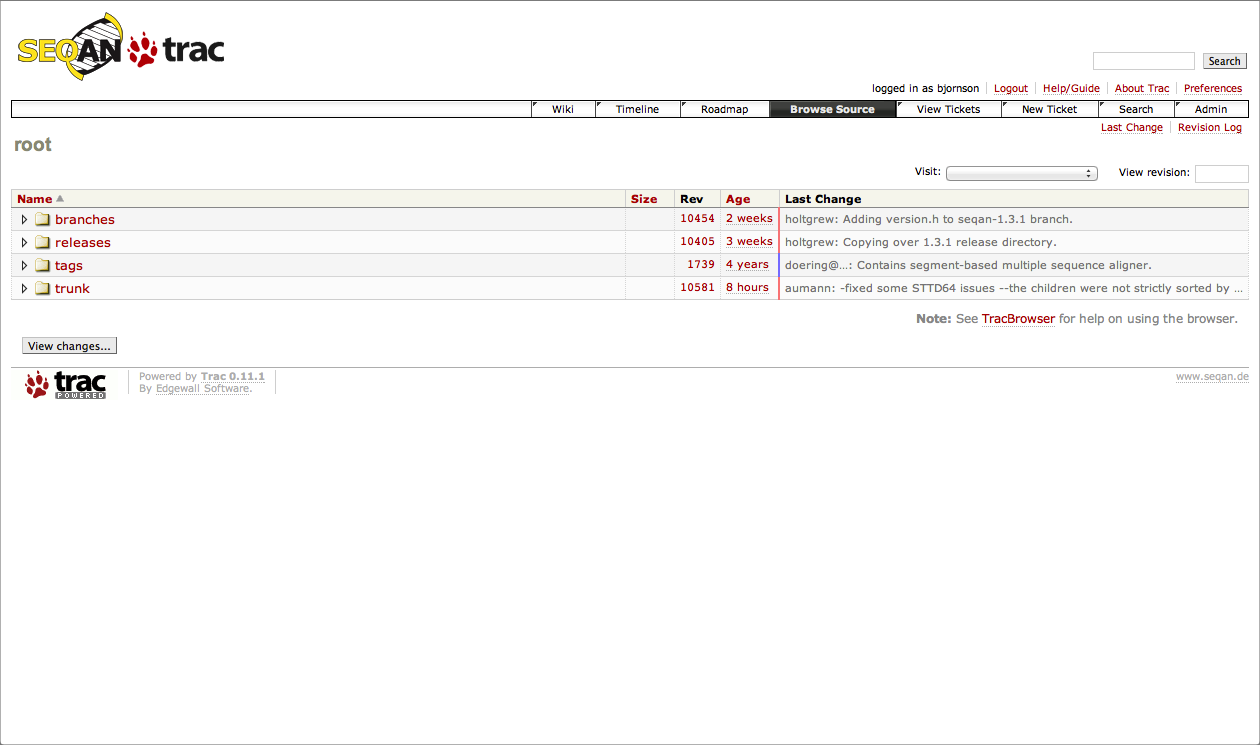 SEQAN trac
Search
logged in as bjornson Logout Help/Guide About Trac Preferences
Wiki Timeline Roadmap Browse Source View Tickets New Ticket Search Admin
Last Change Revision Log
root
Visit: View revision:
Name Size Rev Age Last Change
branches 10454 2 weeks holtgrew: Adding version.h to seqan-1.3.1 branch.
releases 10405 3 weeks holtgrew: Copying over 1.3.1 release directory.
tags 1739 4 years doering@…: Contains segment-based multiple sequence aligner.
trunk 10581 8 hours aumann: -fixed some STTD64 issues --the children were not strictly sorted by …
Note: See TracBrowser for help on using the browser.
View changes...
trac POWERED
Powered by Trac 0.11.1
By Edgewall Software.
www.seqan.de